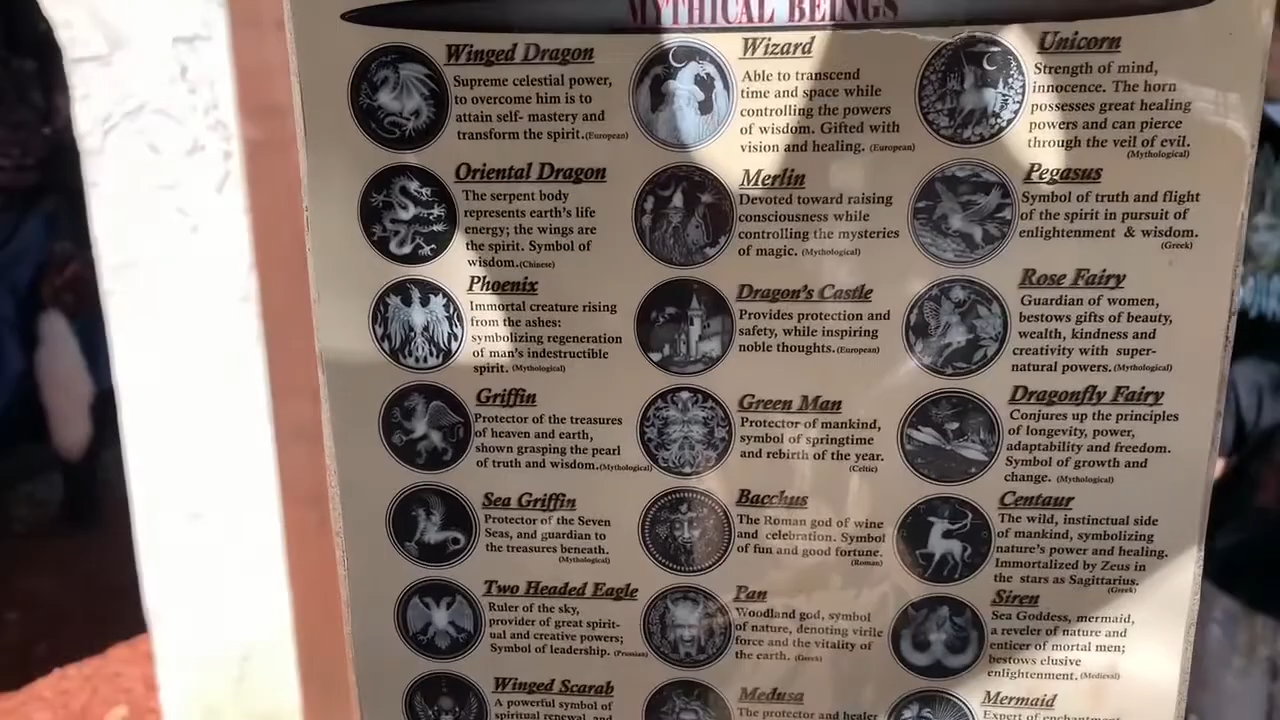 MYTHICAL BEINGS
Winged Dragon
Supreme celestial power,
to overcome him is to
attain self- mastery and
transform the spirit.(European)
Oriental Dragon
The serpent body
represents earth's life
energy; the wings are
the spirit. Symbol of
wisdom.(Chinese)
Phoenix
Immortal creature rising
from the ashes:
symbolizing regeneration
of man's indestructible
spirit. (Mythological)
Griffin
Protector of the treasures
of heaven and earth,
shown grasping the pearl
of truth and wisdom.(Mythological)
Sea Griffin
Protector of the Seven
Seas, and guardian to
the treasures beneath.
(Mythological)
Two Headed Eagle
Ruler of the sky,
provider of great spirit-
ual and creative powers;
Symbol of leadership. (Prussian)
Winged Scarab
A powerful symbol of
spiritual renewal, and
Wizard
Able to transcend
time and space while
controlling the powers
of wisdom. Gifted with
vision and healing. (European)
Merlin
Devoted toward raising
consciousness while
controlling the mysteries
of magic. (Mythological)
Dragon's Castle
Provides protection and
safety, while inspiring
noble thoughts. (European)
Green Man
Protector of mankind,
symbol of springtime
and rebirth of the year.
(Celtic)
Bacchus
The Roman god of wine
and celebration. Symbol
of fun and good fortune.
(Roman)
Pan
Woodland god, symbol
of nature, denoting virile
force and the vitality of
the earth. (Greek)
Medusa
The protector and healer
Unicorn
Strength of mind,
innocence. The horn
possesses great healing
powers and can pierce
through the veil of evil.
(Mythological)
Pegasus
Symbol of truth and flight
of the spirit in pursuit of
enlightenment & wisdom.
(Greek)
Rose Fairy
Guardian of women,
bestows gifts of beauty,
wealth, kindness and
creativity with super-
natural powers. (Mythological)
Dragonfly Fairy
Conjures up the principles
of longevity, power,
adaptability and freedom.
Symbol of growth and
change. (Mythological)
Centaur
The wild, instinctual side
of mankind, symbolizing
nature's power and healing.
Immortalized by Zeus in
the stars as Sagittarius.
(Greek)
Siren
Sea Goddess, mermaid,
a reveler of nature and
enticer of mortal men;
bestows elusive
enlightenment. (Medieval)
Mermaid
Expert of enchantment